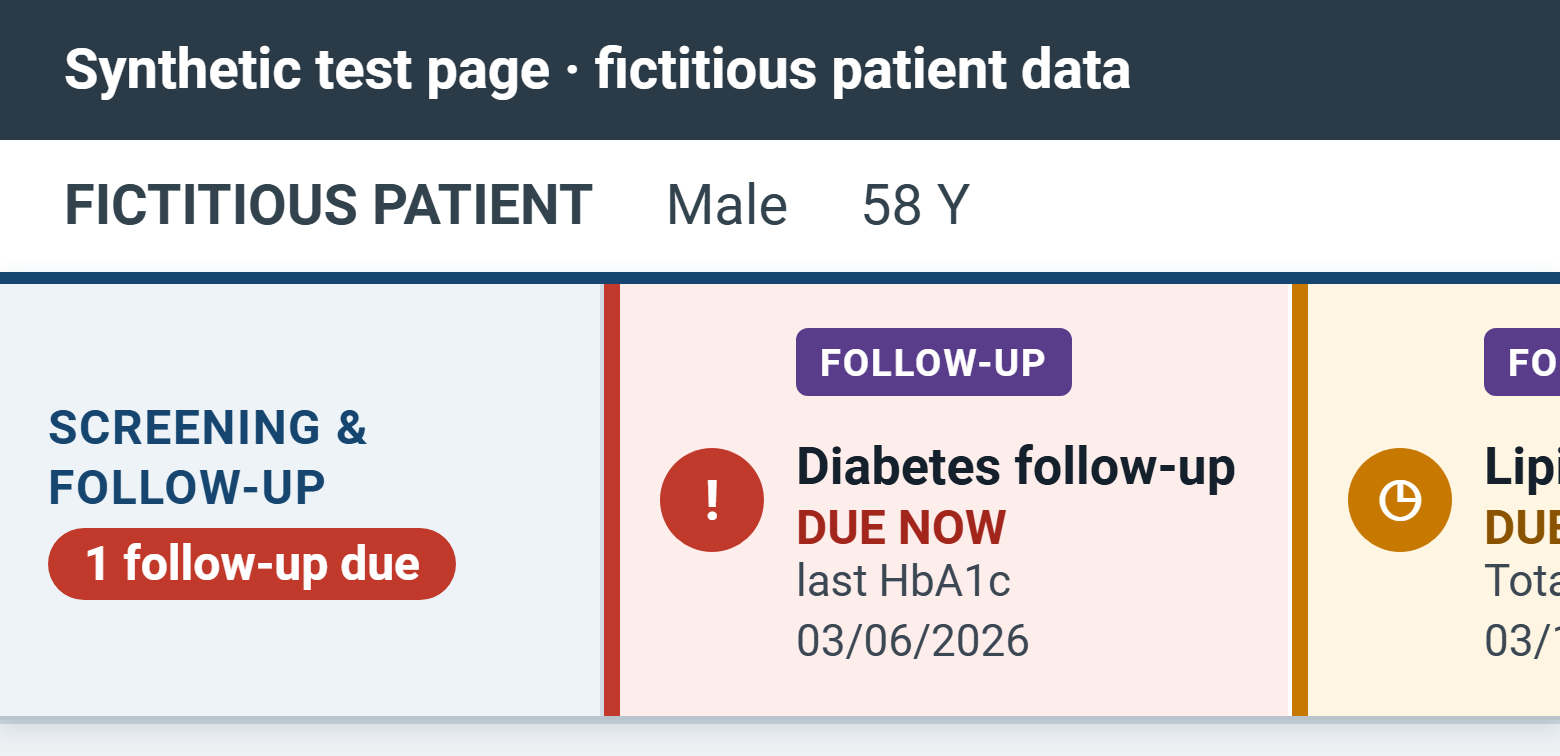 Synthetic test page · fictitious patient data
FICTITIOUS PATIENT Male 58 Y
SCREENING &
FOLLOW-UP
1 follow-up due
FOLLOW-UP
!
Diabetes follow-up
DUE NOW
last HbA1c
03/06/2026